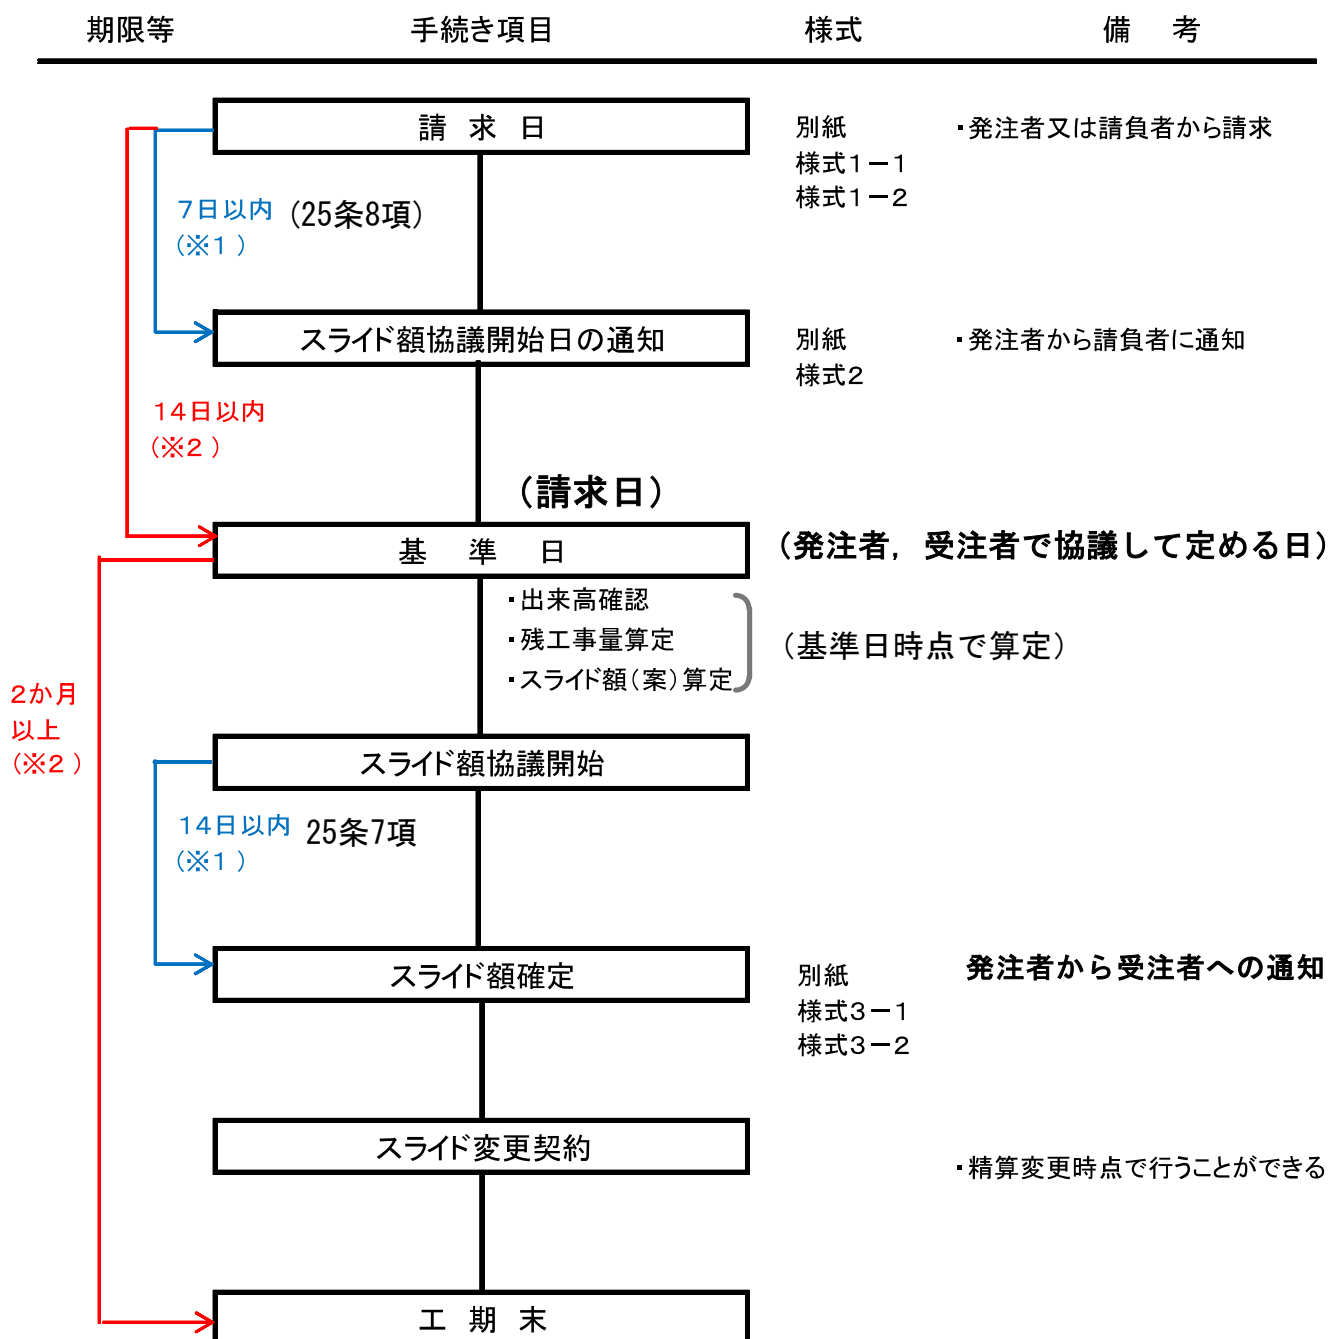 期限等　手続き項目　様式　備　考
請　求　日
別紙
様式1－1
様式1－2
・発注者又は請負者から請求
7日以内
(※1)
(25条8項)
スライド額協議開始日の通知
別紙
様式2
・発注者から請負者に通知
14日以内
(※2)
(請求日)
基　準　日
(発注者，受注者で協議して定める日)
・出来高確認
・残工事量算定
・スライド額(案)算定
(基準日時点で算定)
2か月
以上
(※2)
スライド額協議開始
14日以内
(※1)
25条7項
スライド額確定
別紙
様式3－1
様式3－2
発注者から受注者への通知
スライド変更契約
・精算変更時点で行うことができる
工　期　末